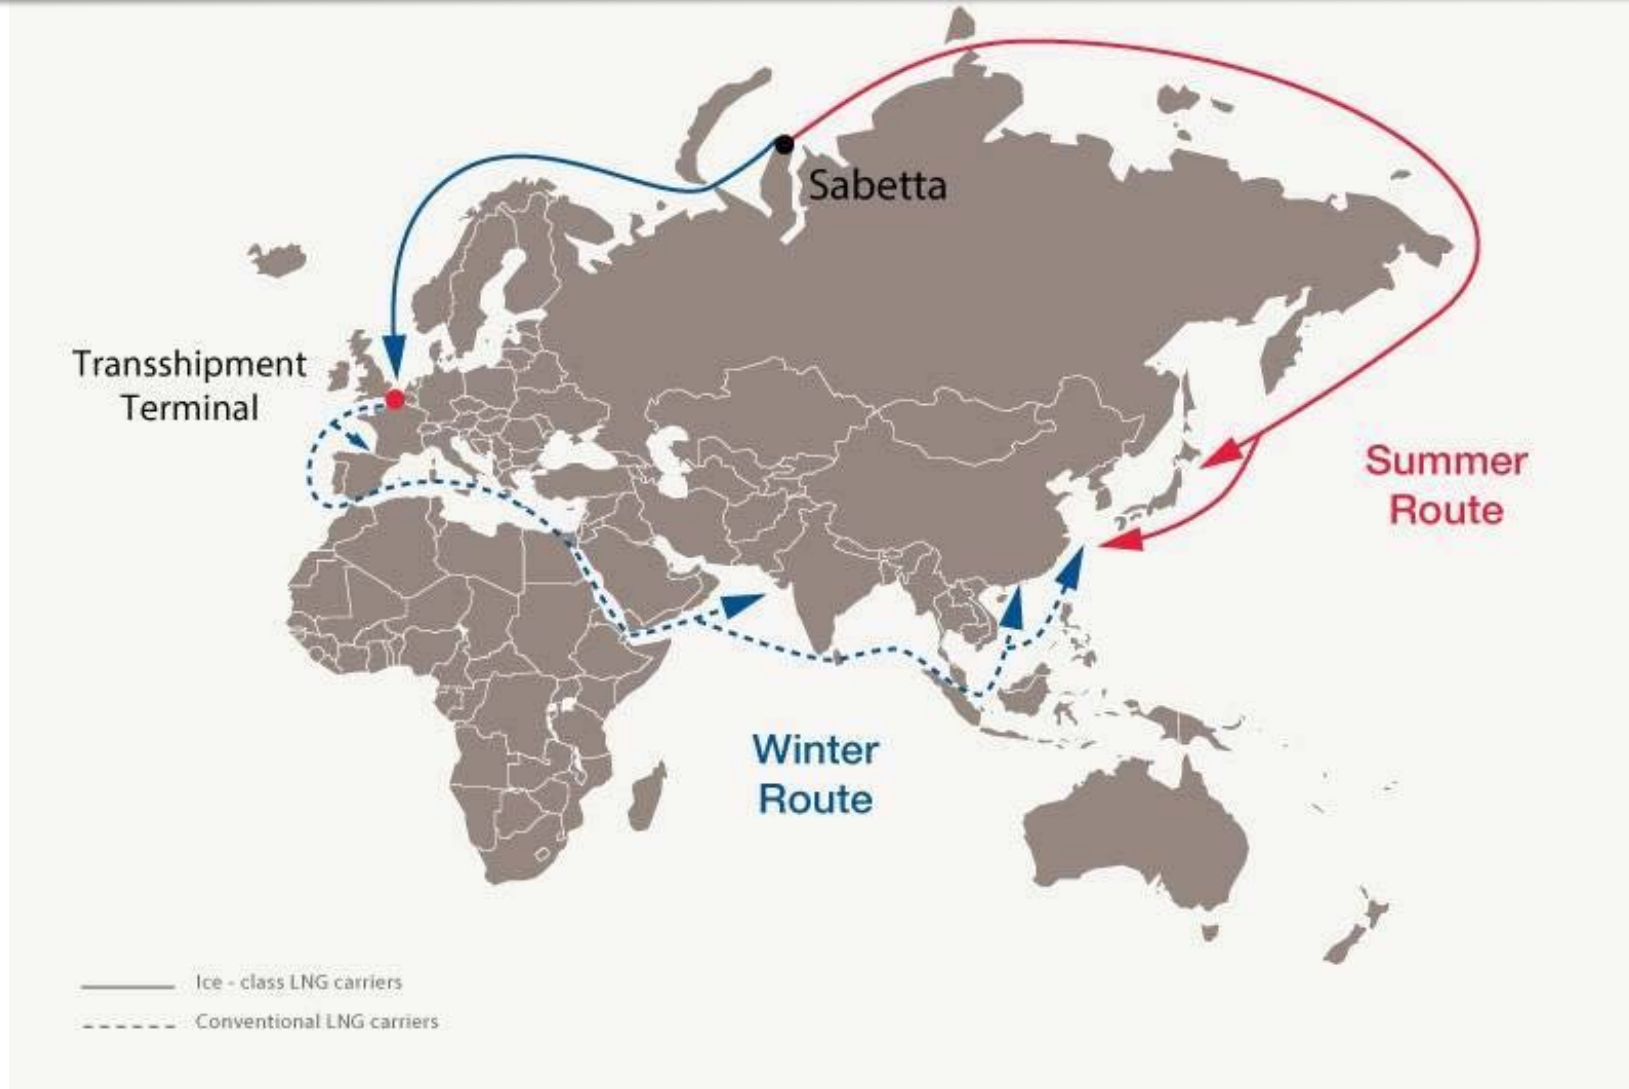 Sabetta
Transshipment
Terminal
Summer
Route
Winter
Route
Ice - class LNG carriers
Conventional LNG carriers